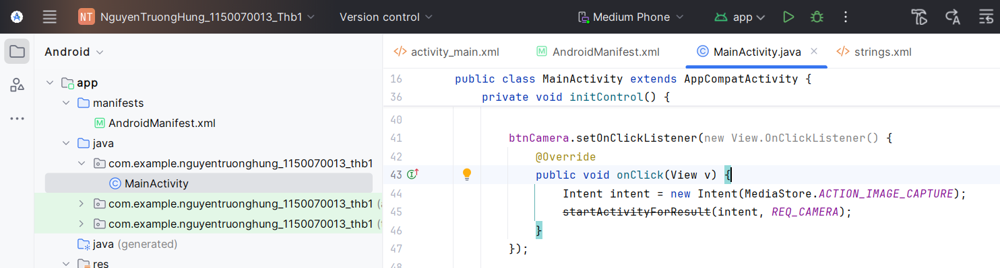 NT NguyenTruongHung_1150070013_Thb1 Version control Medium Phone app
Android
activity_main.xml AndroidManifest.xml MainActivity.java strings.xml
app
manifests
AndroidManifest.xml
java
com.example.nguyentruonghung_1150070013_thb1
MainActivity
com.example.nguyentruonghung_1150070013_thb1
com.example.nguyentruonghung_1150070013_thb1
java (generated)
res
16 public class MainActivity extends AppCompatActivity {
36 private void initControl() {
40
41 btnCamera.setOnClickListener(new View.OnClickListener() {
42 @Override
43 public void onClick(View v) {
44 Intent intent = new Intent(MediaStore.ACTION_IMAGE_CAPTURE);
45 startActivityForResult(intent, REQ_CAMERA);
46 }
47 });
48